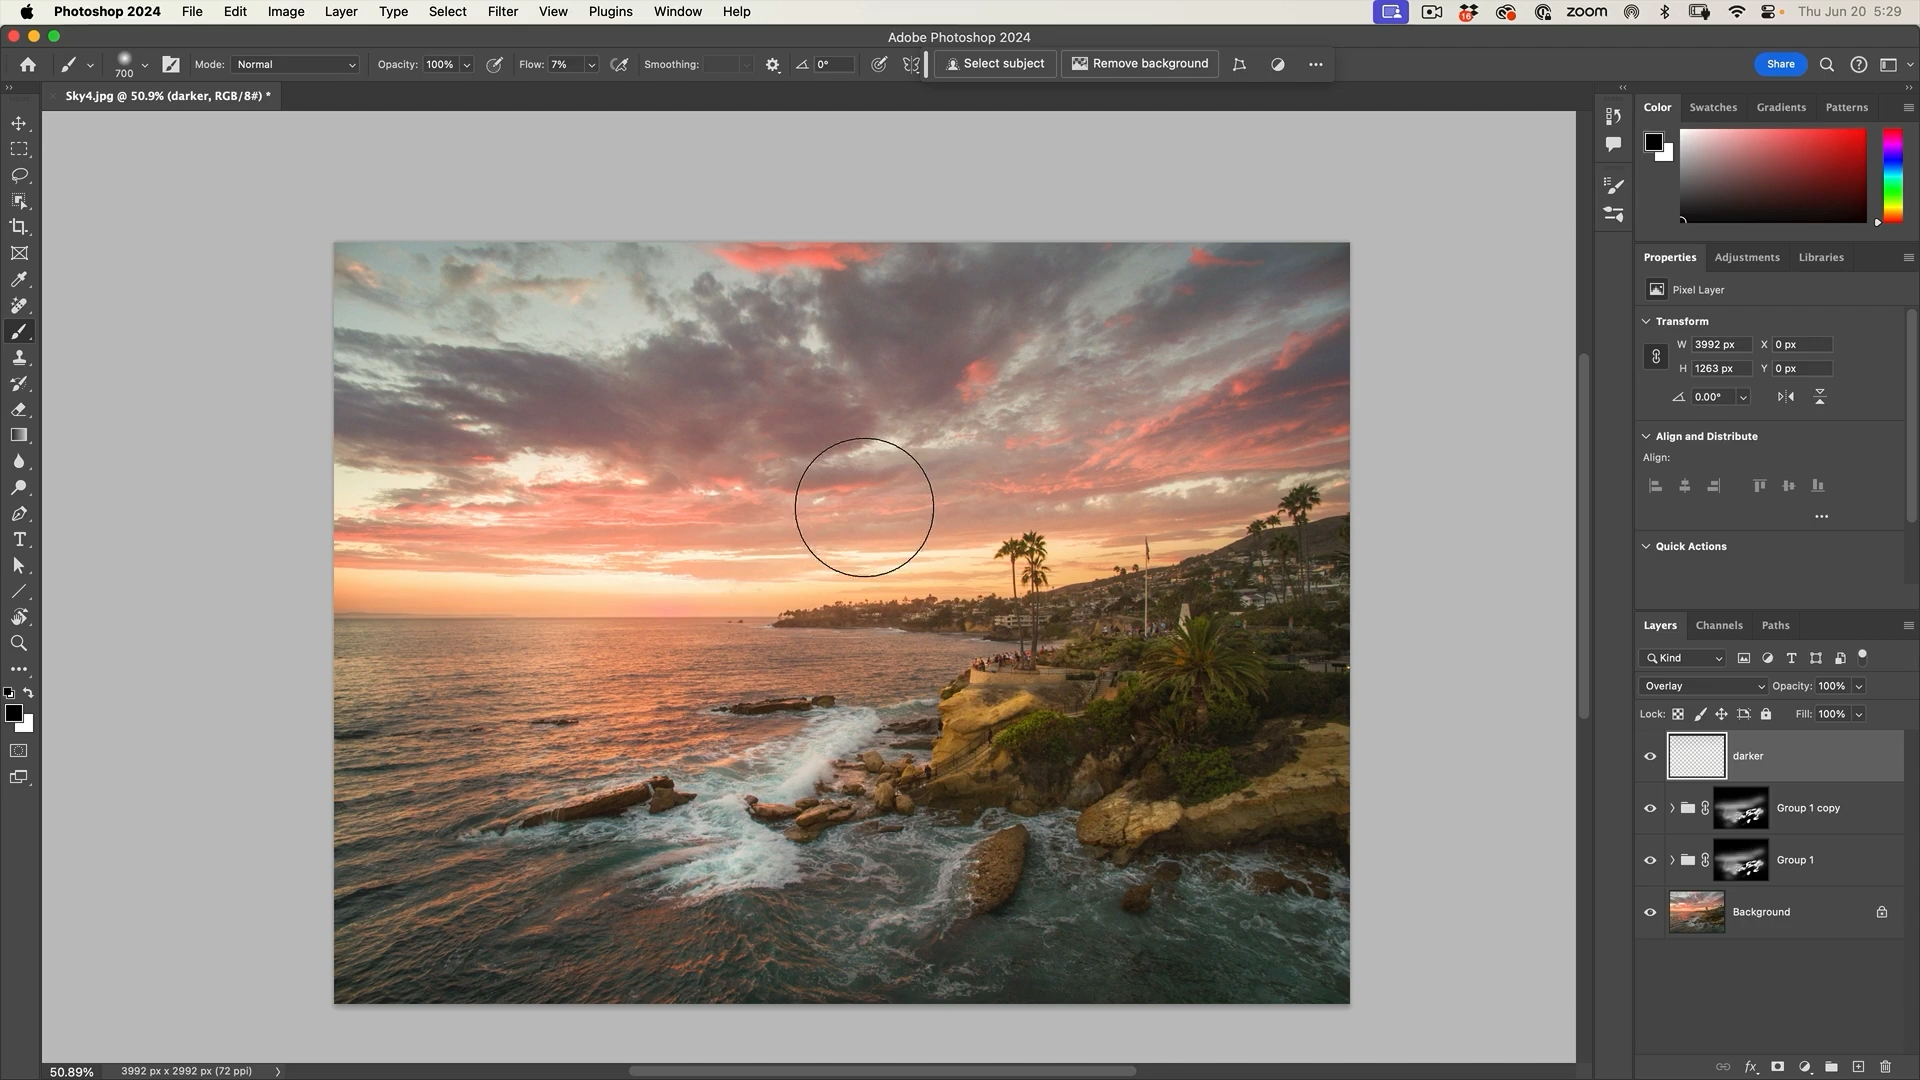 Photoshop 2024 File Edit Image Layer Type Select Filter View Plugins Window Help
16 zoom Thu Jun 20 5:29
Adobe Photoshop 2024
700 Mode: Normal Opacity: 100% Flow: 7% Smoothing: 0° Select subject Remove background Share
Sky4.jpg @ 50.9% (darker, RGB/8#) *
Color Swatches Gradients Patterns
Properties Adjustments Libraries
Pixel Layer
Transform
W 3992 px X 0 px
H 1263 px Y 0 px
0.00°
Align and Distribute
Align:
Quick Actions
Layers Channels Paths
Kind
Overlay Opacity: 100%
Lock: Fill: 100%
darker
Group 1 copy
Group 1
Background
50.89% 3992 px x 2992 px (72 ppi)